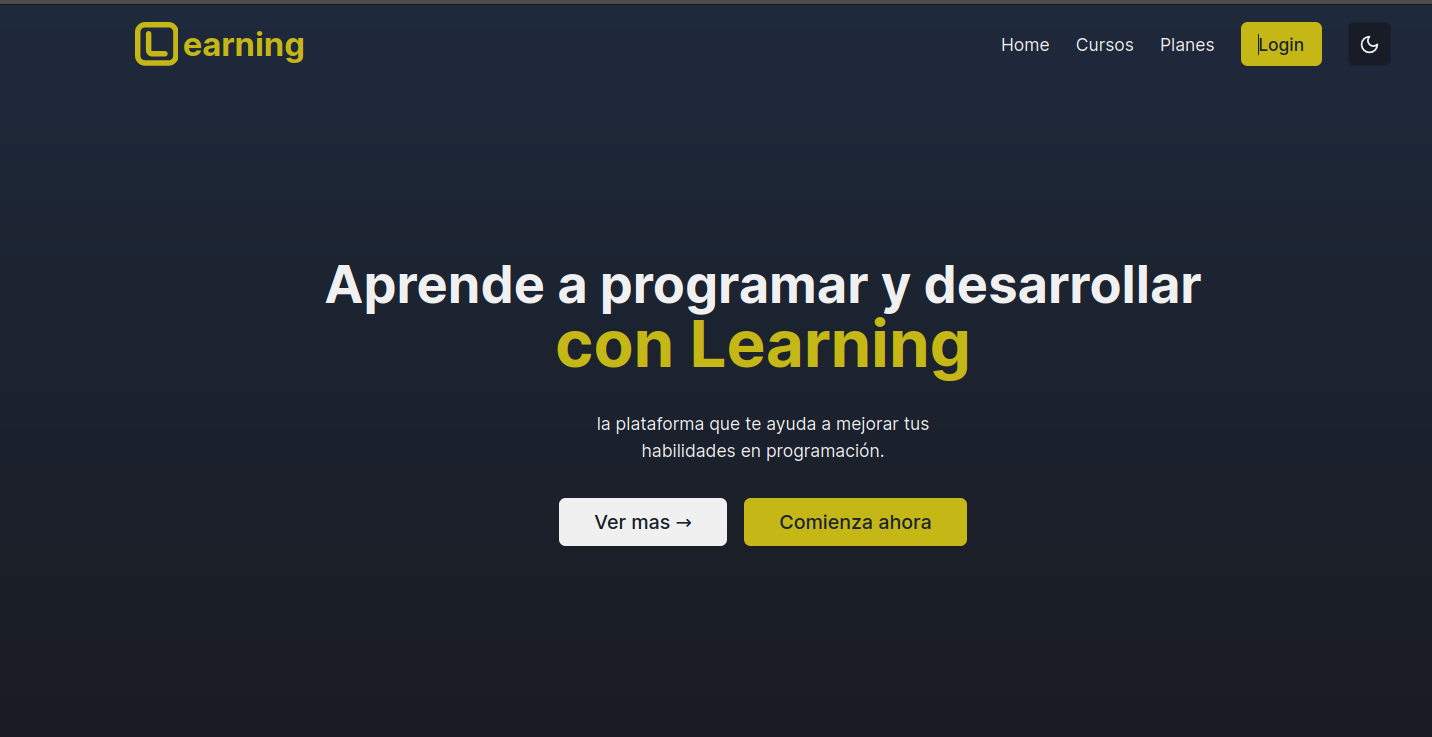 Learning
Home Cursos Planes Login
Aprende a programar y desarrollar
con Learning
la plataforma que te ayuda a mejorar tus
habilidades en programación.
Ver mas → Comienza ahora